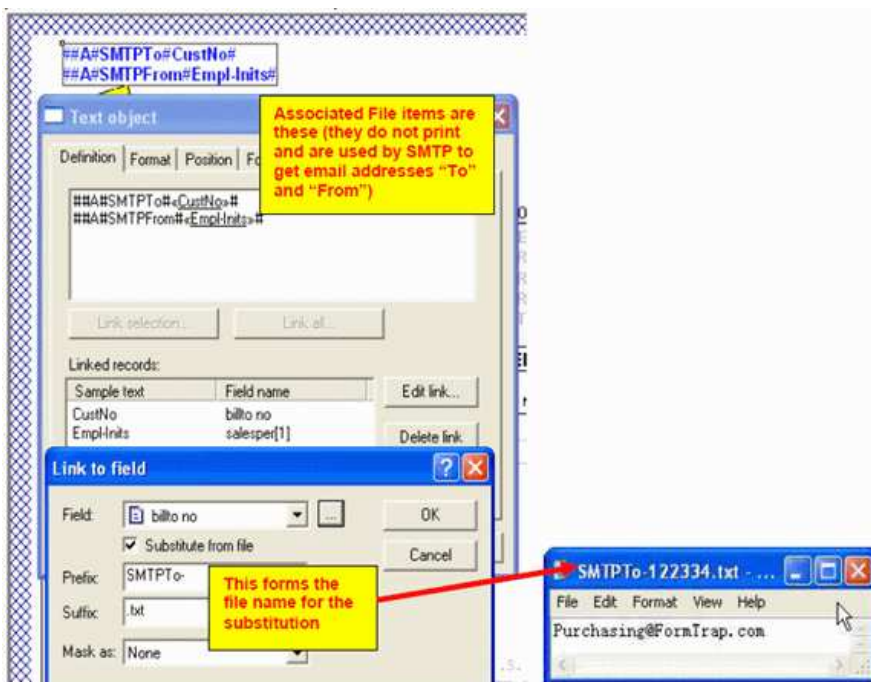 ##A#SMTPTo#CustNo#
##A#SMTPFrom#Empl-Inits#
Text object
Associated File items are
these (they do not print
and are used by SMTP to
get email addresses “To”
and “From”)
Definition Format Position Fo
##A#SMTPTo#«CustNo»#
##A#SMTPFrom#«Empl-Inits»#
Link selection... Link all...
Linked records:
Sample text Field name
CustNo billto no
Empl-Inits salesper[1]
Edit link...
Delete link
Link to field
Field: billto no ... OK
Substitute from file
Cancel
Prefix: SMTPTo-
Suffix: .txt
Mask as: None
This forms the
file name for the
substitution
SMTPTo-122334.txt - ...
File Edit Format View Help
Purchasing@FormTrap.com